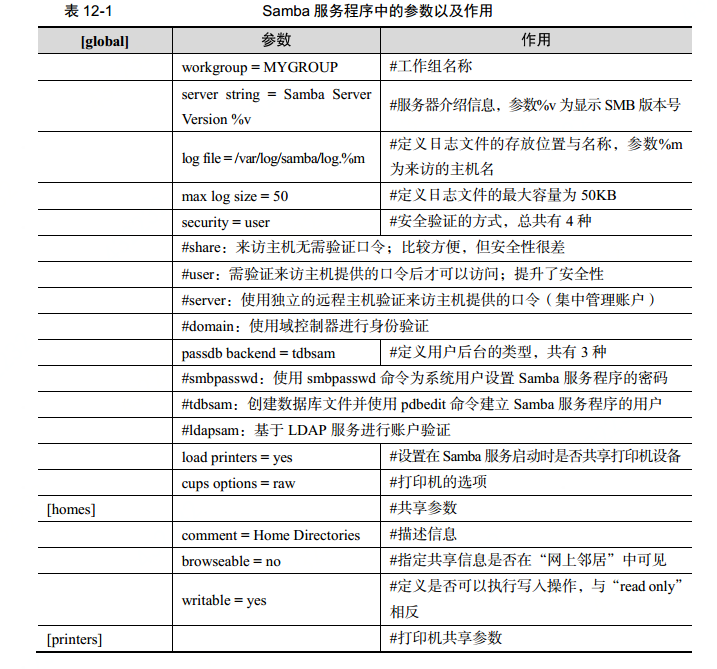 表 12-1 Samba 服务程序中的参数以及作用
[global] 参数 作用
workgroup = MYGROUP #工作组名称
server string = Samba Server
Version %v
#服务器介绍信息，参数%v 为显示 SMB 版本号
log file = /var/log/samba/log.%m
#定义日志文件的存放位置与名称，参数%m
为来访的主机名
max log size = 50 #定义日志文件的最大容量为 50KB
security = user #安全验证的方式，总共有 4 种
#share：来访主机无需验证口令；比较方便，但安全性很差
#user：需验证来访主机提供的口令后才可以访问；提升了安全性
#server：使用独立的远程主机验证来访主机提供的口令（集中管理账户）
#domain：使用域控制器进行身份验证
passdb backend = tdbsam #定义用户后台的类型，共有 3 种
#smbpasswd：使用 smbpasswd 命令为系统用户设置 Samba 服务程序的密码
#tdbsam：创建数据库文件并使用 pdbedit 命令建立 Samba 服务程序的用户
#ldapsam：基于 LDAP 服务进行账户验证
load printers = yes #设置在 Samba 服务启动时是否共享打印机设备
cups options = raw #打印机的选项
[homes] #共享参数
comment = Home Directories #描述信息
browseable = no #指定共享信息是否在“网上邻居”中可见
writable = yes
#定义是否可以执行写入操作，与“read only”
相反
[printers] #打印机共享参数